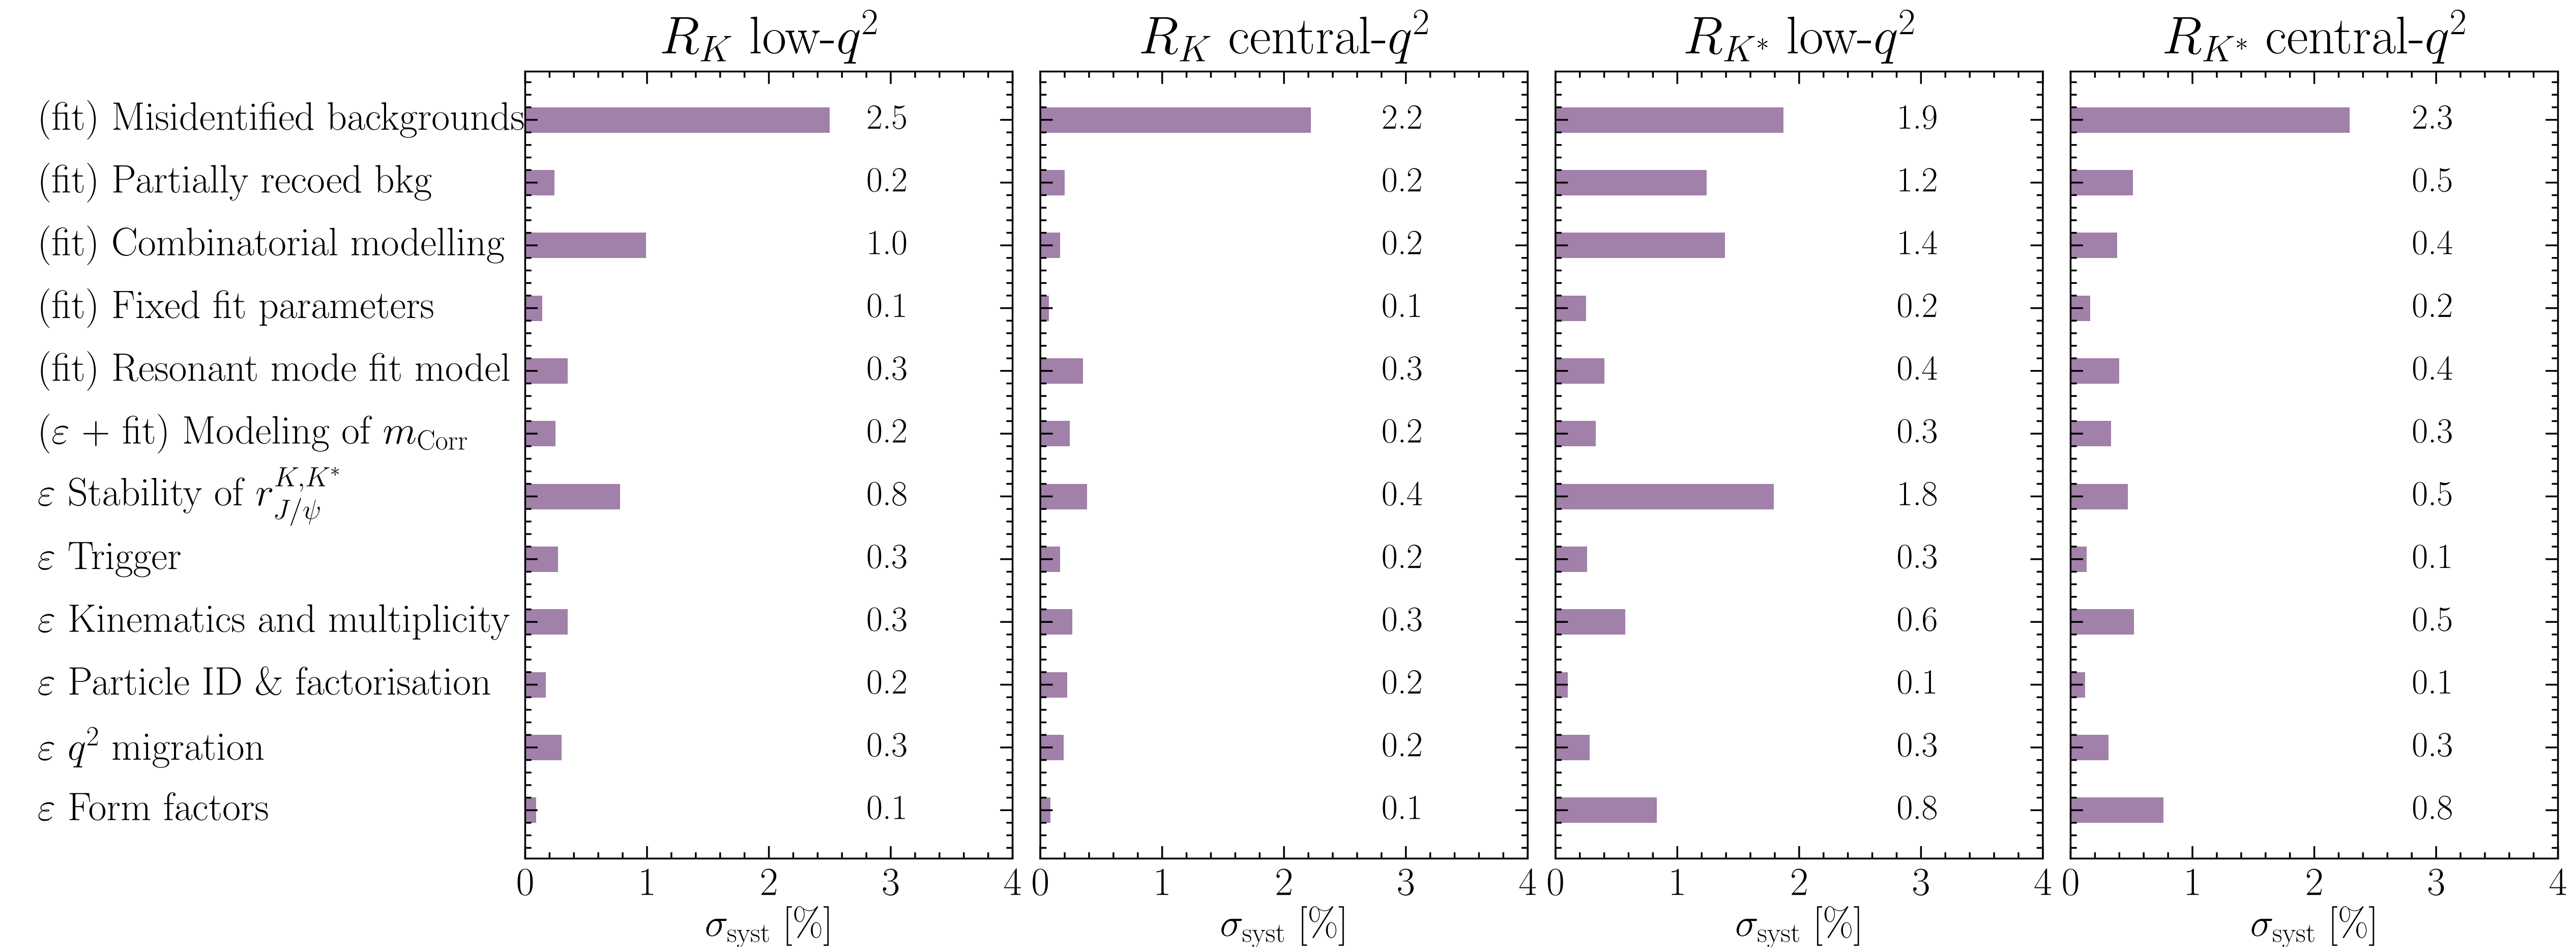 R_K low-q² R_K central-q² R_{K*} low-q² R_{K*} central-q²
(fit) Misidentified backgrounds 2.5 2.2 1.9 2.3
(fit) Partially recoed bkg 0.2 0.2 1.2 0.5
(fit) Combinatorial modelling 1.0 0.2 1.4 0.4
(fit) Fixed fit parameters 0.1 0.1 0.2 0.2
(fit) Resonant mode fit model 0.3 0.3 0.4 0.4
(ε + fit) Modeling of m_Corr 0.2 0.2 0.3 0.3
ε Stability of r_{J/ψ}^{K,K*} 0.8 0.4 1.8 0.5
ε Trigger 0.3 0.2 0.3 0.1
ε Kinematics and multiplicity 0.3 0.3 0.6 0.5
ε Particle ID & factorisation 0.2 0.2 0.1 0.1
ε q² migration 0.3 0.2 0.3 0.3
ε Form factors 0.1 0.1 0.8 0.8
0 1 2 3 4 0 1 2 3 4 0 1 2 3 4 0 1 2 3 4
σ_syst [%] σ_syst [%] σ_syst [%] σ_syst [%]